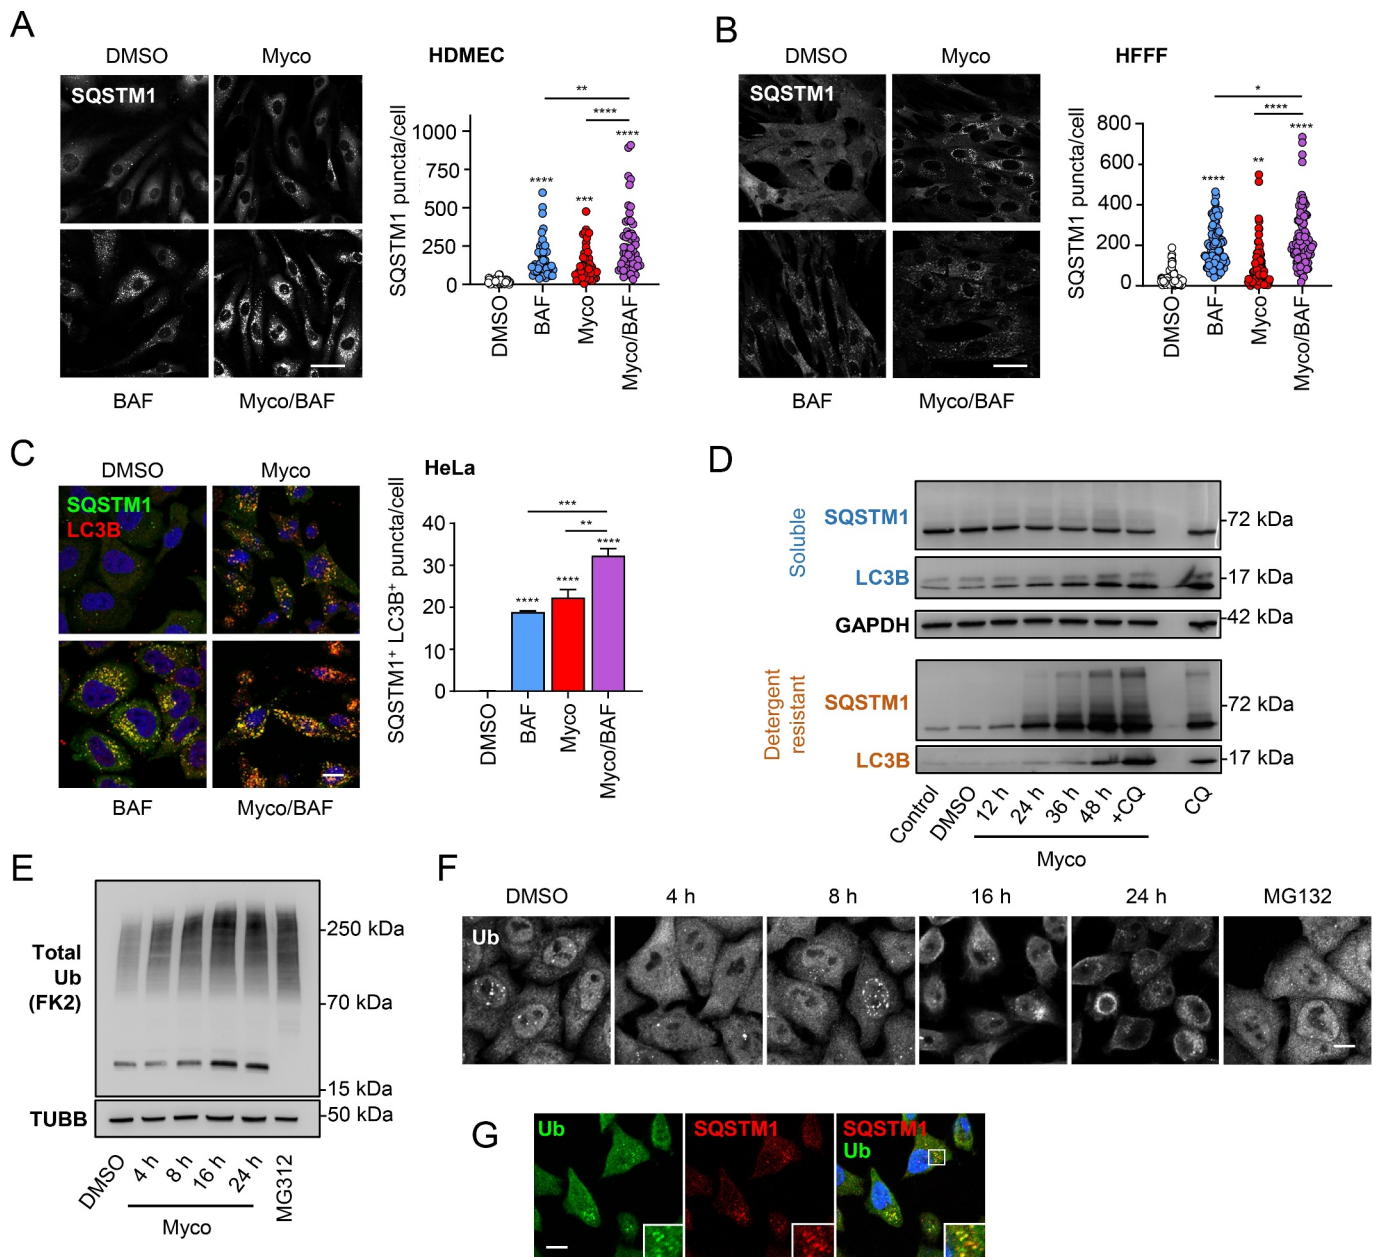 A
DMSO
Myco
SQSTM1
BAF
Myco/BAF
HDMEC
SQSTM1 puncta/cell
1000
750
500
250
0
**
****
****
****
***
DMSO
BAF
Myco
Myco/BAF
B
DMSO
Myco
SQSTM1
BAF
Myco/BAF
HFFF
SQSTM1 puncta/cell
800
600
400
200
0
*
****
****
**
****
DMSO
BAF
Myco
Myco/BAF
C
DMSO
Myco
SQSTM1
LC3B
BAF
Myco/BAF
HeLa
SQSTM1⁺ LC3B⁺ puncta/cell
40
30
20
10
0
***
**
****
****
****
DMSO
BAF
Myco
Myco/BAF
D
Soluble
SQSTM1
-72 kDa
LC3B
-17 kDa
GAPDH
-42 kDa
Detergent
resistant
SQSTM1
-72 kDa
LC3B
-17 kDa
Control
DMSO
12 h
24 h
36 h
48 h
+CQ
CQ
Myco
E
Total
Ub
(FK2)
-250 kDa
-70 kDa
-15 kDa
TUBB
-50 kDa
DMSO
4 h
8 h
16 h
24 h
MG312
Myco
F
DMSO
4 h
8 h
16 h
24 h
MG132
Ub
G
Ub
SQSTM1
SQSTM1
Ub